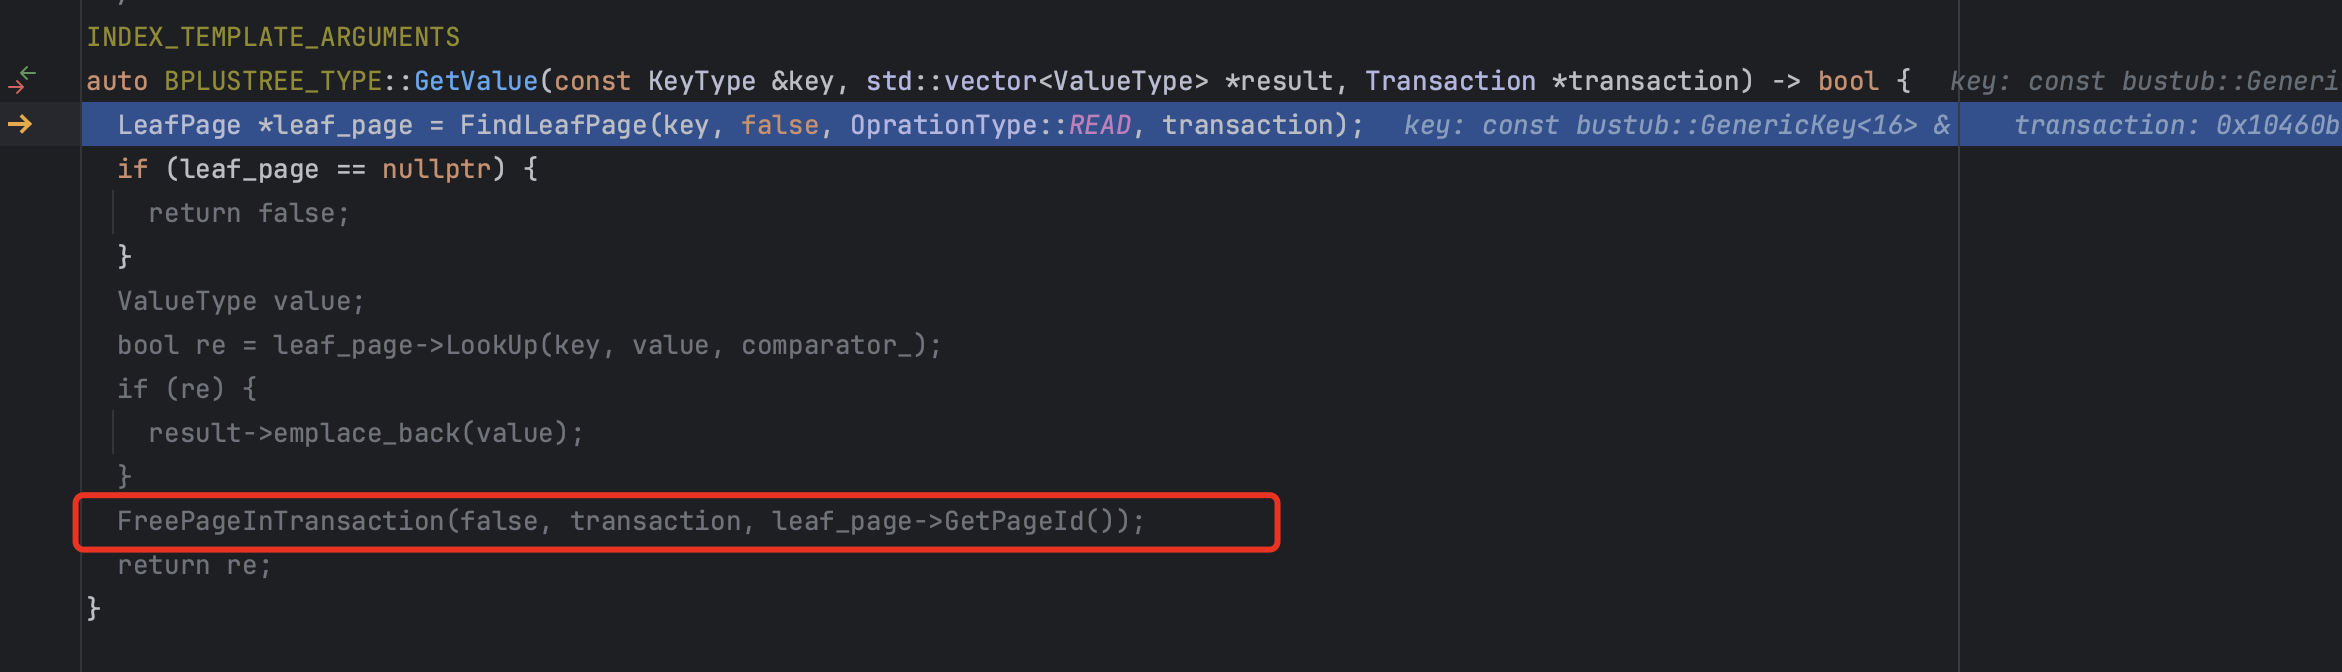 INDEX_TEMPLATE_ARGUMENTS
auto BPLUSTREE_TYPE::GetValue(const KeyType &key, std::vector<ValueType> *result, Transaction *transaction) -> bool {  key: const bustub::Generi
LeafPage *leaf_page = FindLeafPage(key, false, OprationType::READ, transaction);  key: const bustub::GenericKey<16> &  transaction: 0x10460b
if (leaf_page == nullptr) {
return false;
}
ValueType value;
bool re = leaf_page->LookUp(key, value, comparator_);
if (re) {
result->emplace_back(value);
}
FreePageInTransaction(false, transaction, leaf_page->GetPageId());
return re;
}